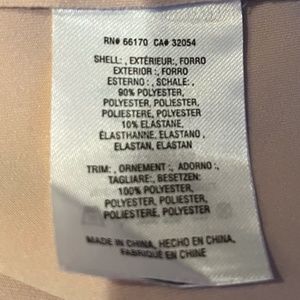 RN# 66170 CA# 32054
SHELL: , EXTÉRIEUR:, FORRO
EXTERIOR :, FORRO
ESTERNO :, SCHALE: ,
90% POLYESTER,
POLYESTER, POLIESTER,
POLIESTERE, POLYESTER
10% ELASTANE,
ÉLASTHANNE, ELASTANO ,
ELASTAN, ELASTAN
TRIM: , ORNEMENT :, ADORNO :,
TAGLIARE:, BESETZEN:
100% POLYESTER,
POLYESTER, POLIESTER,
POLIESTERE, POLYESTER
MADE IN CHINA, HECHO EN CHINA,
FABRIQUÉ EN CHINE